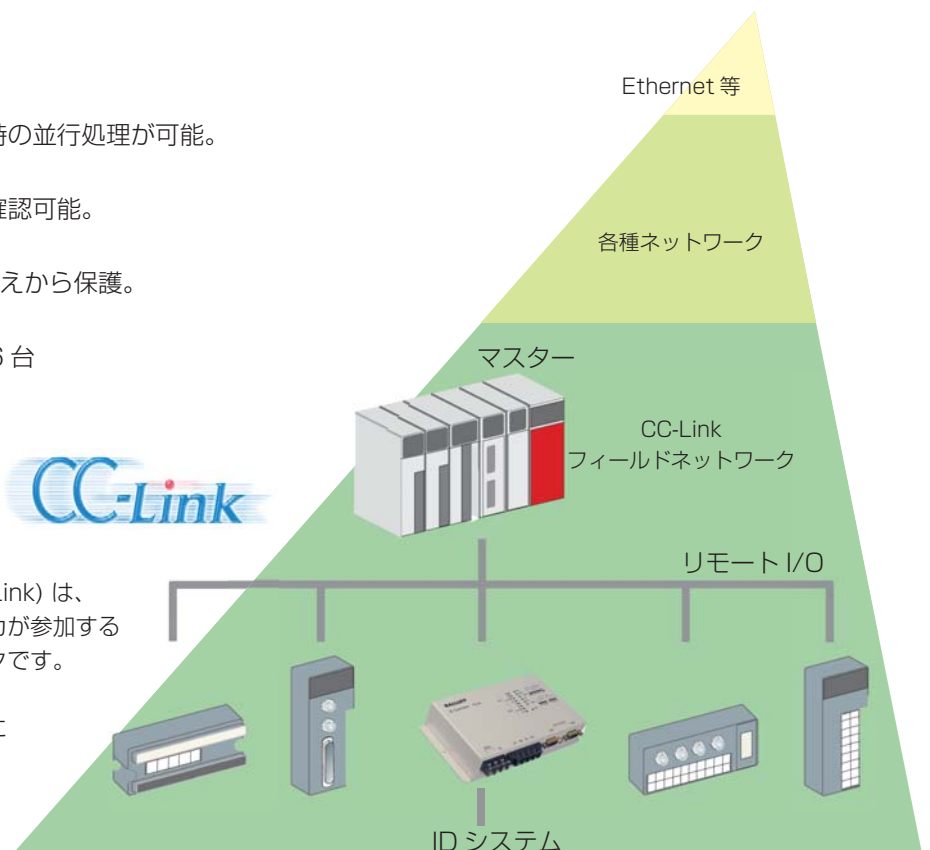 Ethernet 等
時の並行処理が可能。
確認可能。
各種ネットワーク
えから保護。
台
マスター
CC-Link
フィールドネットワーク
CC-Link
リモート I/O
ink) は、
が参加する
です。
BALLUFF
ID システム